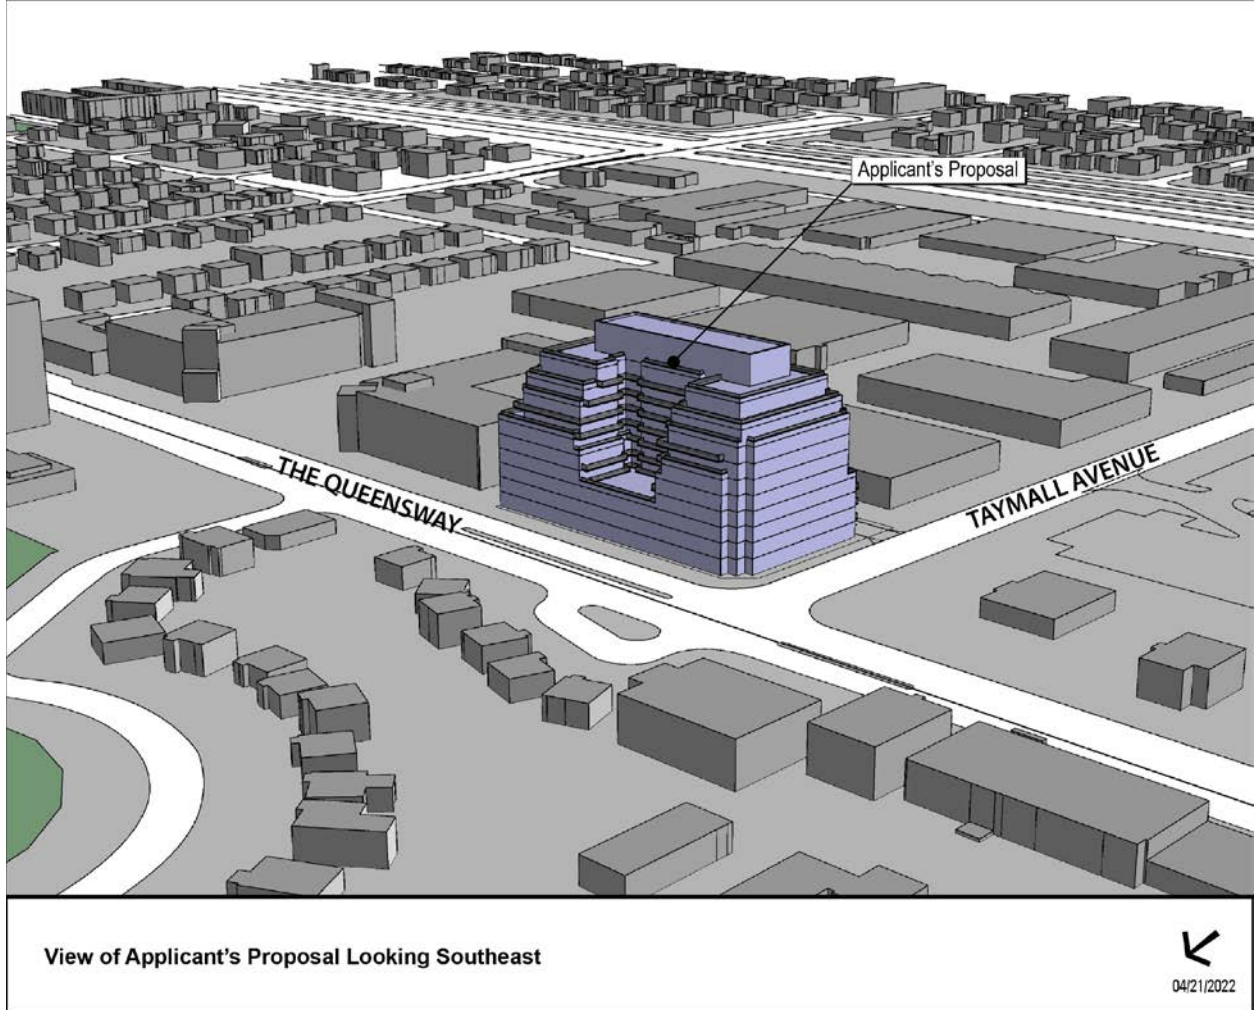 Applicant's Proposal
THE QUEENSWAY
TAYMALL AVENUE
View of Applicant's Proposal Looking Southeast
04/21/2022